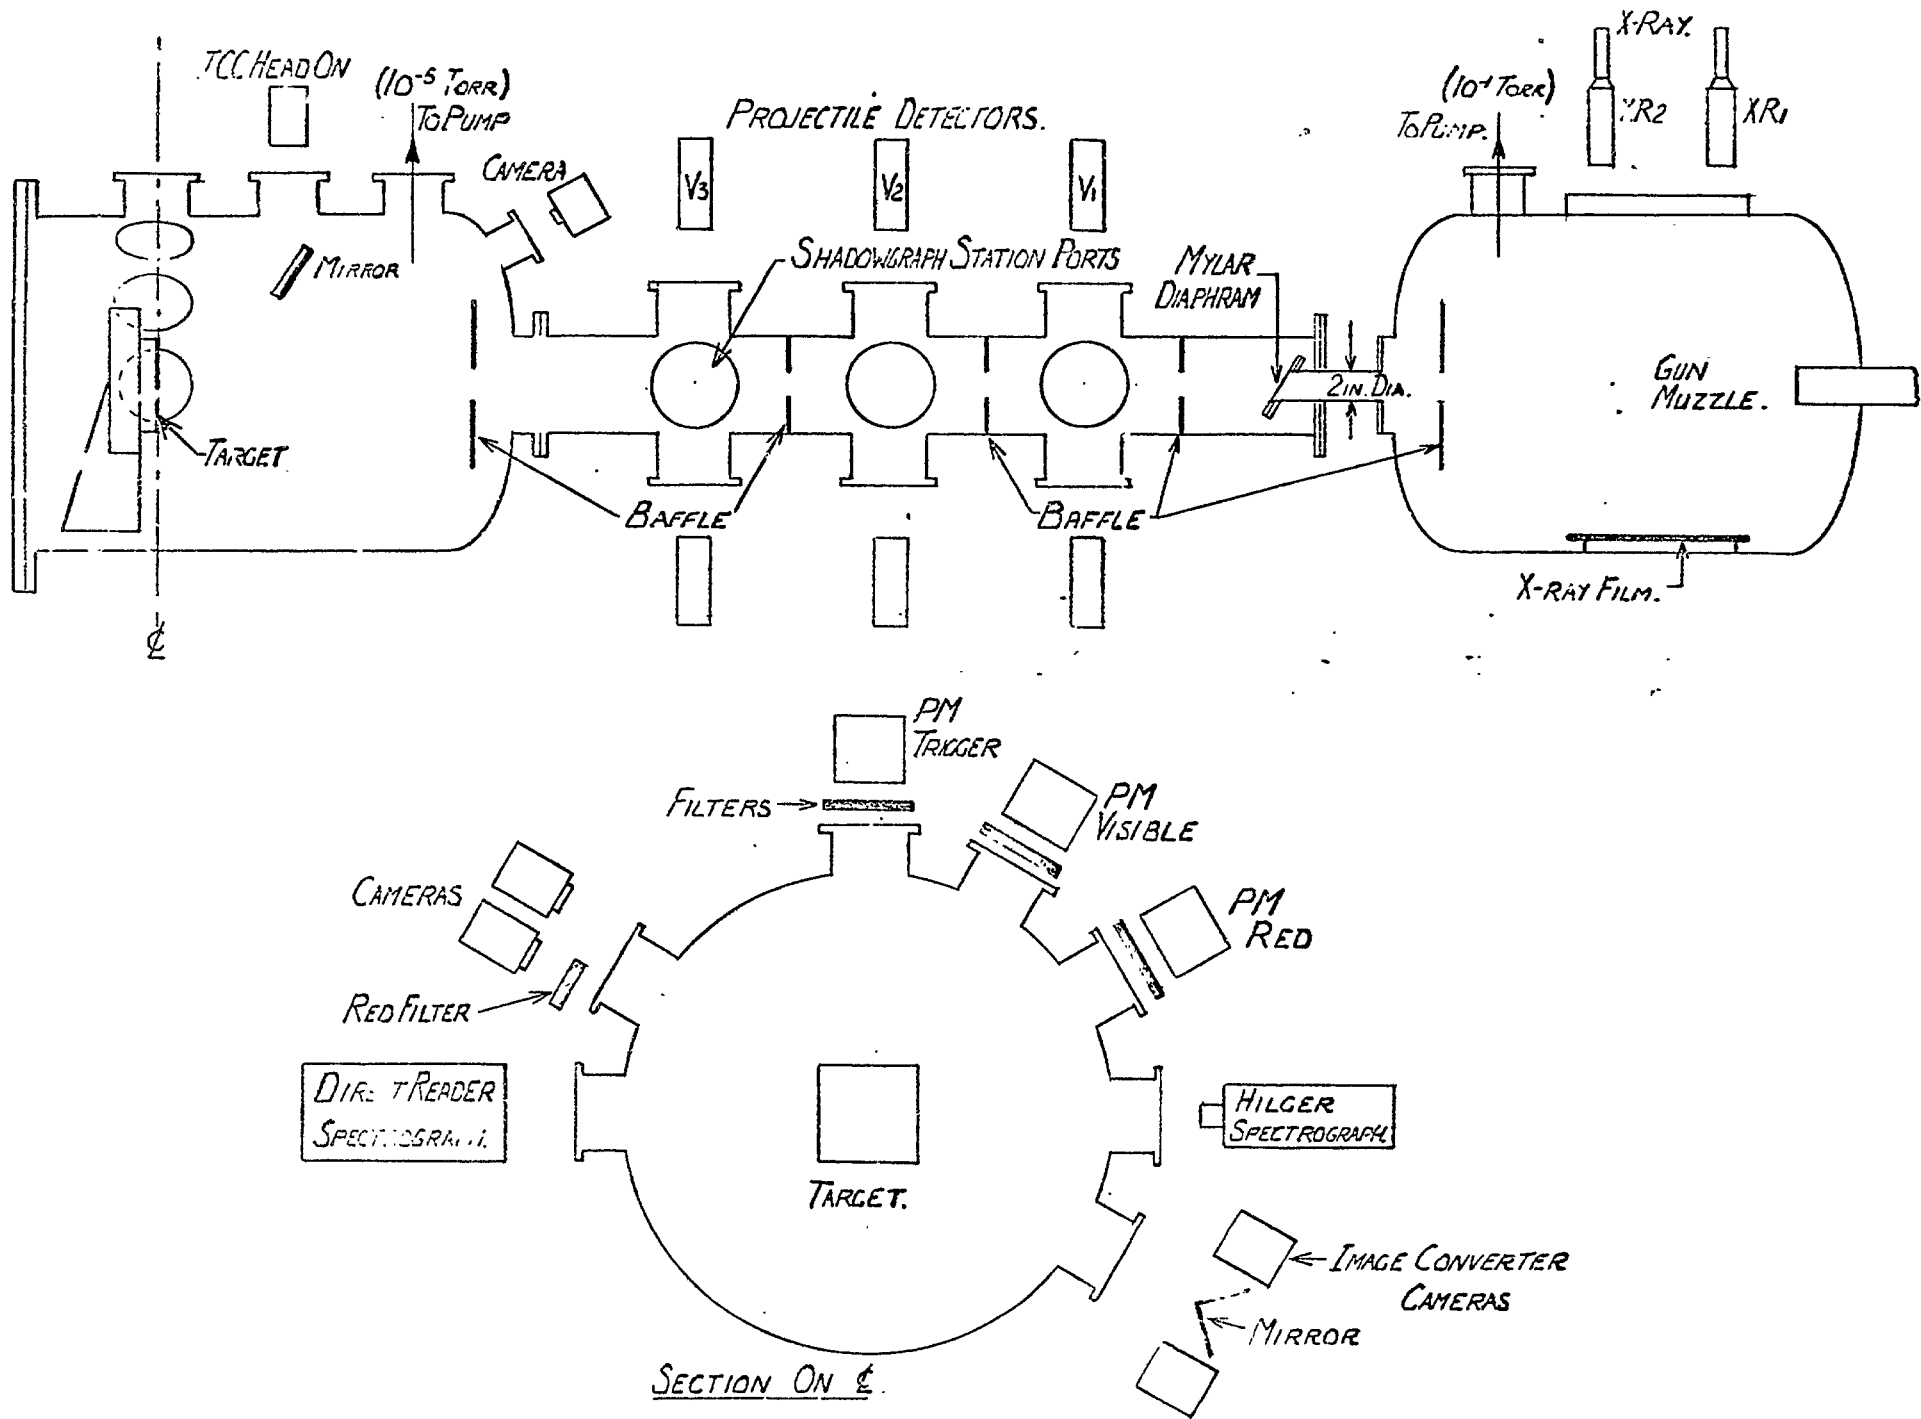 X-RAY.
TCC HEAD ON
(10⁻⁵ TORR)
TO PUMP
CAMERA
PROJECTILE DETECTORS.
(10⁻¹ TORR)
TO PUMP.
XR2
XR1
V3
V2
V1
MIRROR
SHADOWGRAPH STATION PORTS
MYLAR
DIAPHRAM
2 IN. DIA.
GUN
MUZZLE.
TARGET
BAFFLE
BAFFLE
X-RAY FILM.
℄
PM
TRIGGER
FILTERS
PM
VISIBLE
CAMERAS
PM
RED
RED FILTER
DIRECT READER
SPECTROGRAPH.
HILGER
SPECTROGRAPH.
TARGET.
IMAGE CONVERTER
CAMERAS
MIRROR
SECTION ON ℄.